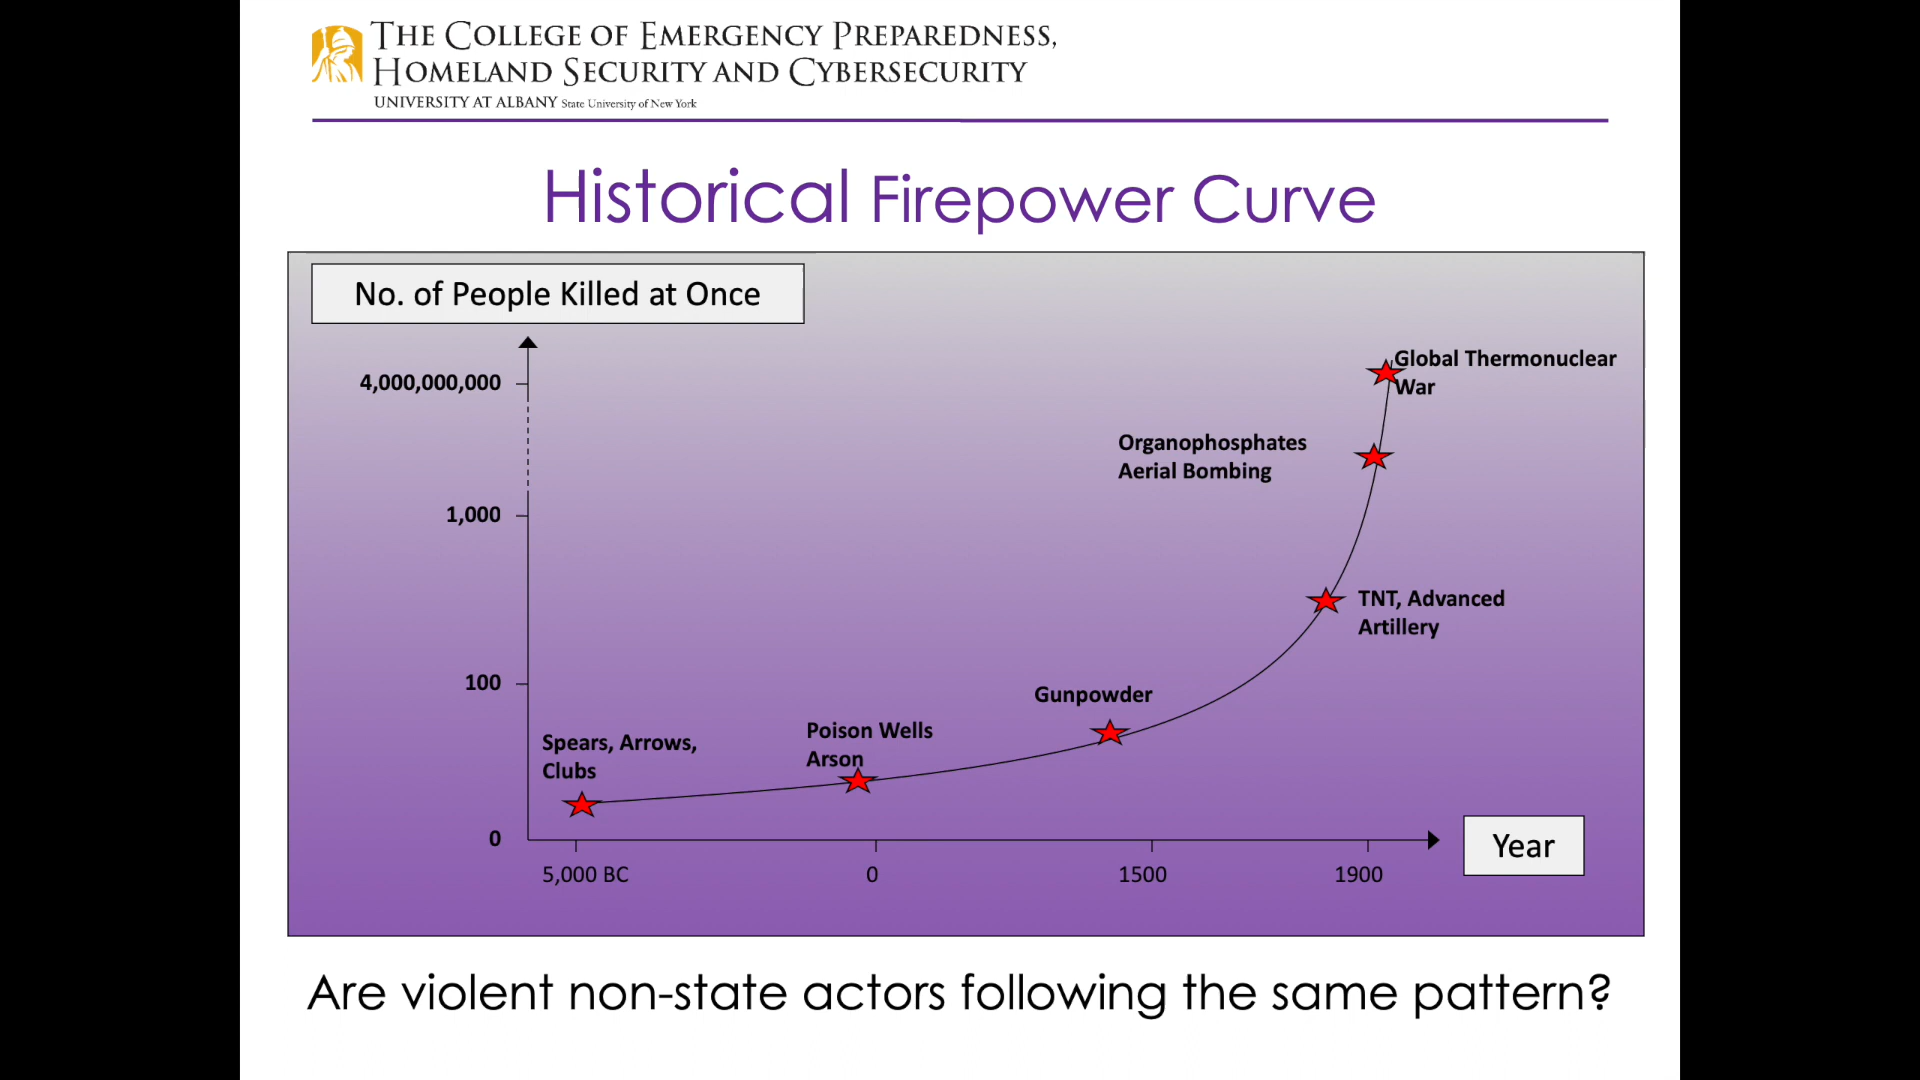 THE COLLEGE OF EMERGENCY PREPAREDNESS,
HOMELAND SECURITY AND CYBERSECURITY
UNIVERSITY AT ALBANY State University of New York
Historical Firepower Curve
No. of People Killed at Once
4,000,000,000
1,000
100
0
Global Thermonuclear
War
Organophosphates
Aerial Bombing
TNT, Advanced
Artillery
Gunpowder
Poison Wells
Arson
Spears, Arrows,
Clubs
5,000 BC
0
1500
1900
Year
Are violent non-state actors following the same pattern?